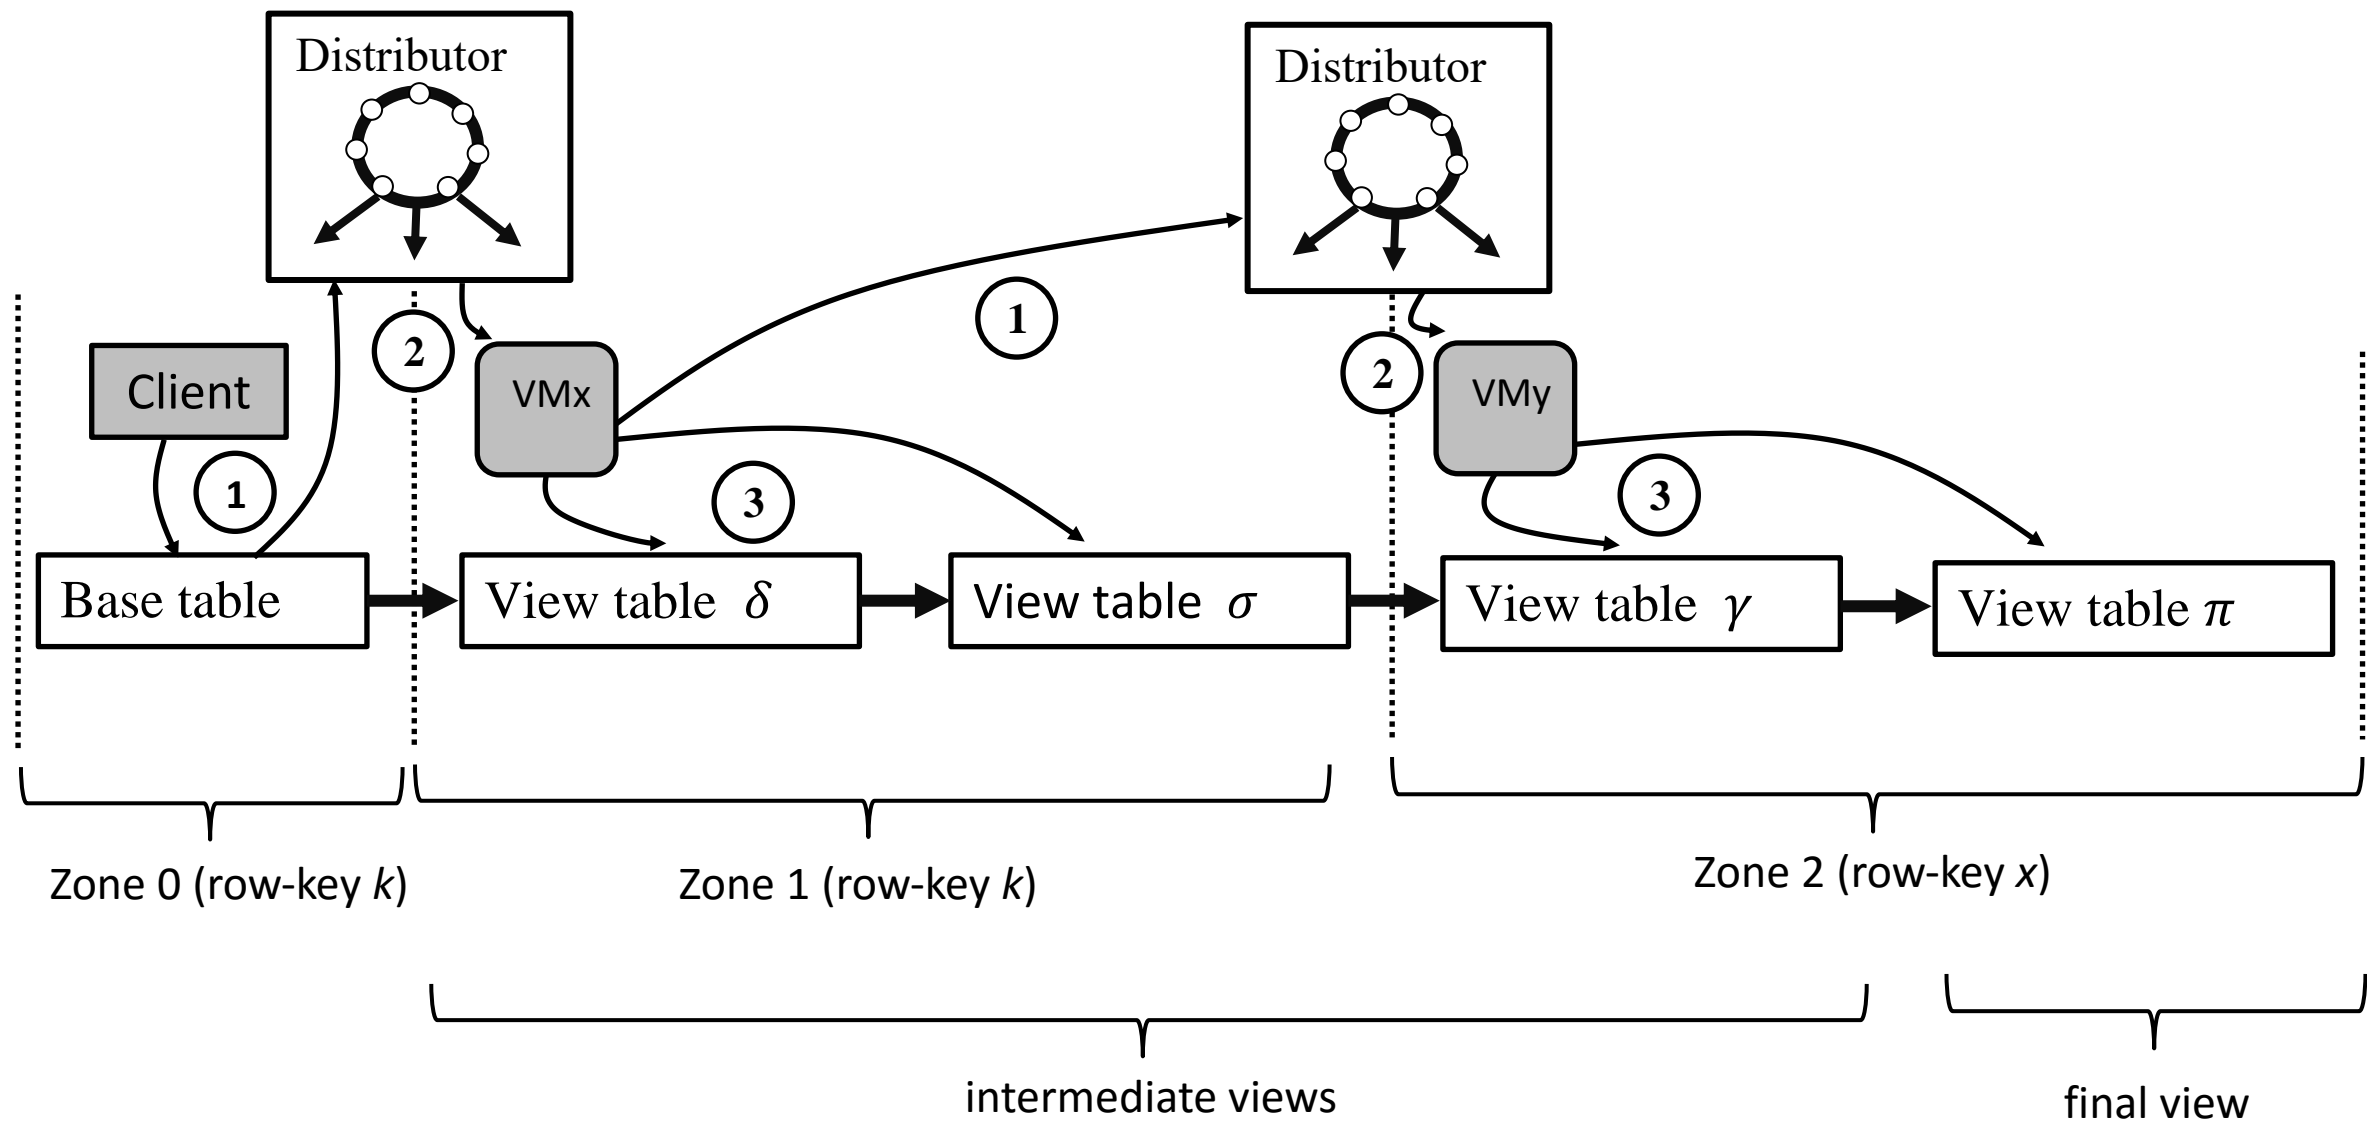 Distributor
Distributor
1
2
VMx
2
VMy
Client
1
3
3
Base table
View table δ
View table σ
View table γ
View table π
Zone 0 (row-key k)
Zone 1 (row-key k)
Zone 2 (row-key x)
intermediate views
final view